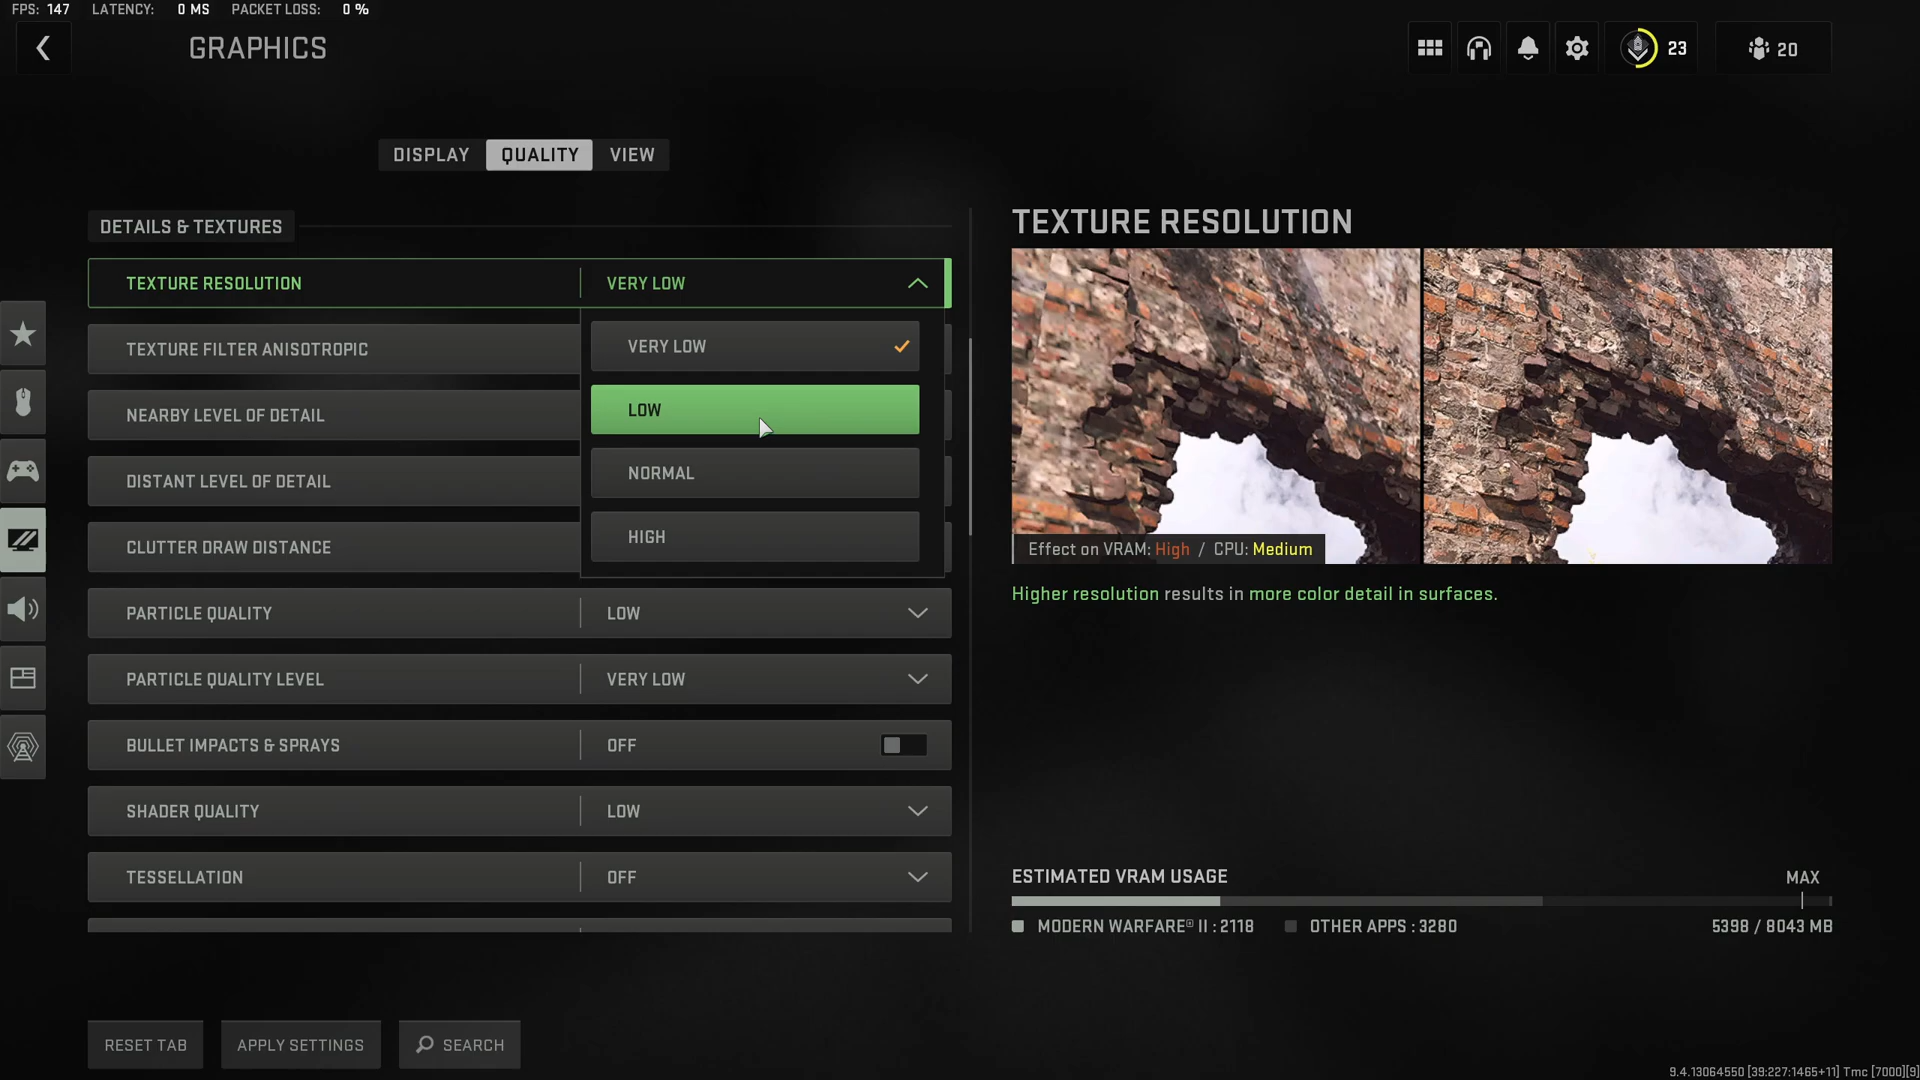 FPS: 147 LATENCY: 0 MS PACKET LOSS: 0 %
GRAPHICS
23
20
DISPLAY QUALITY VIEW
DETAILS & TEXTURES
TEXTURE RESOLUTION VERY LOW
VERY LOW
LOW
NORMAL
HIGH
TEXTURE FILTER ANISOTROPIC
NEARBY LEVEL OF DETAIL
DISTANT LEVEL OF DETAIL
CLUTTER DRAW DISTANCE
PARTICLE QUALITY LOW
PARTICLE QUALITY LEVEL VERY LOW
BULLET IMPACTS & SPRAYS OFF
SHADER QUALITY LOW
TESSELLATION OFF
TEXTURE RESOLUTION
Effect on VRAM: High / CPU: Medium
Higher resolution results in more color detail in surfaces.
ESTIMATED VRAM USAGE MAX
MODERN WARFARE® II : 2118 OTHER APPS : 3280 5398 / 8043 MB
RESET TAB APPLY SETTINGS SEARCH
9.4.13064550 [39:227:1465+11] Tmc [7000][9]